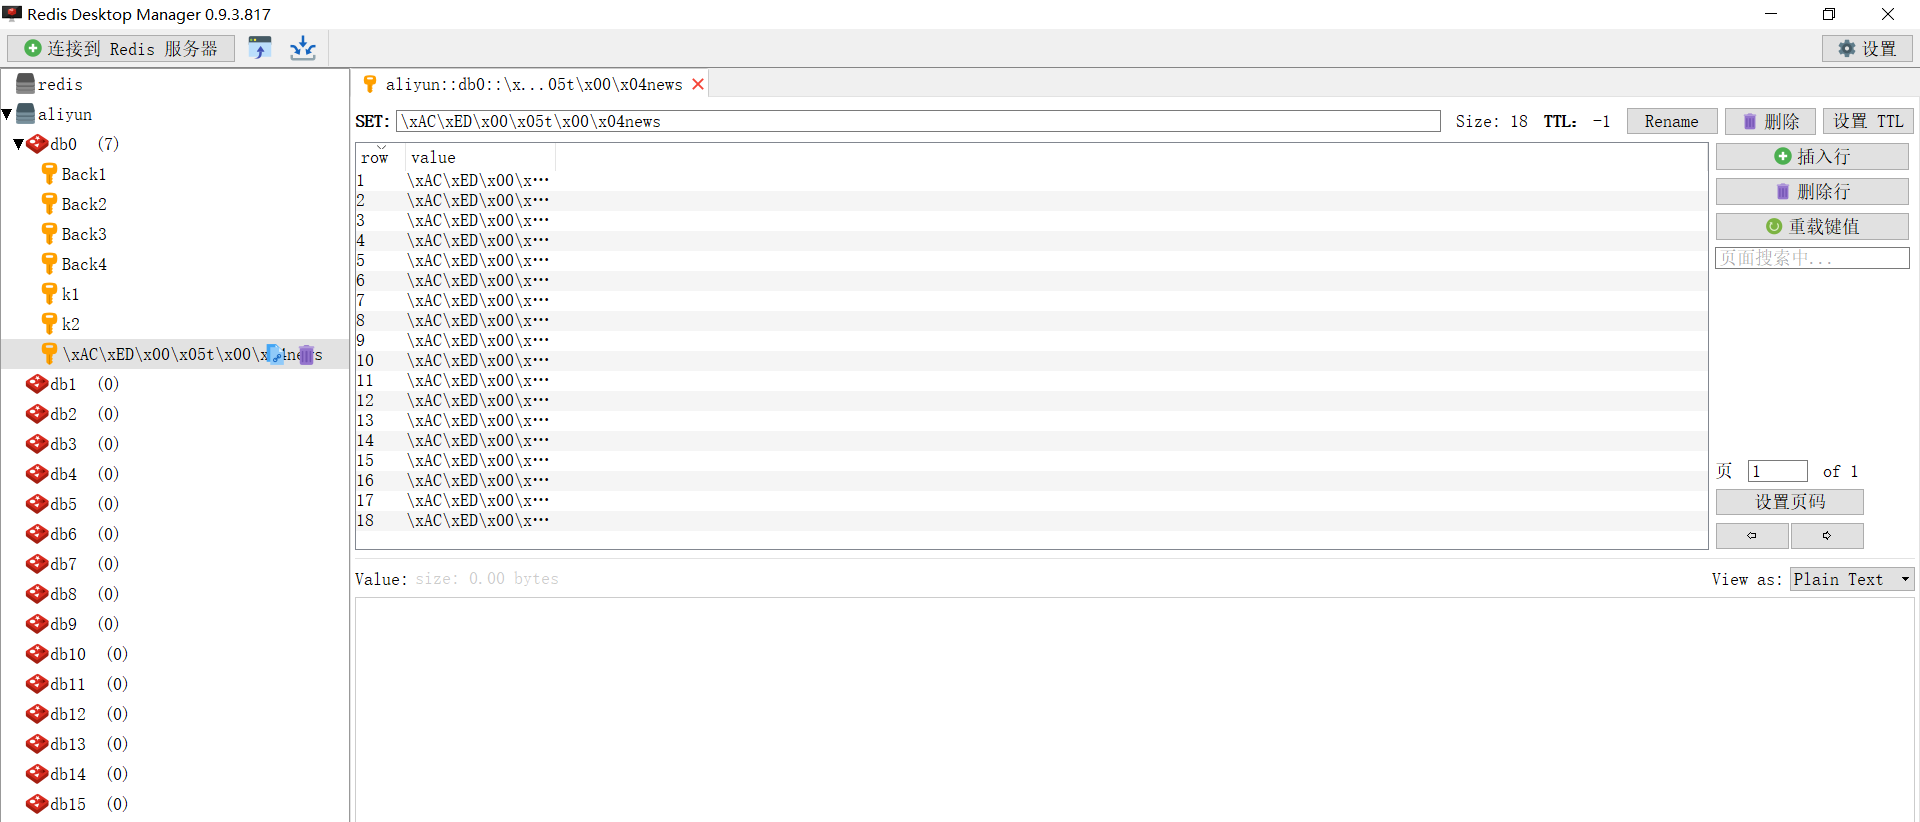 Redis Desktop Manager 0.9.3.817
连接到 Redis 服务器
设置
redis
aliyun
db0 (7)
Back1
Back2
Back3
Back4
k1
k2
\xAC\xED\x00\x05t\x00\x04news
db1 (0)
db2 (0)
db3 (0)
db4 (0)
db5 (0)
db6 (0)
db7 (0)
db8 (0)
db9 (0)
db10 (0)
db11 (0)
db12 (0)
db13 (0)
db14 (0)
db15 (0)
aliyun::db0::\x...05t\x00\x04news
SET: \xAC\xED\x00\x05t\x00\x04news Size: 18 TTL: -1 Rename 删除 设置 TTL
row value
1 \xAC\xED\x00\x…
2 \xAC\xED\x00\x…
3 \xAC\xED\x00\x…
4 \xAC\xED\x00\x…
5 \xAC\xED\x00\x…
6 \xAC\xED\x00\x…
7 \xAC\xED\x00\x…
8 \xAC\xED\x00\x…
9 \xAC\xED\x00\x…
10 \xAC\xED\x00\x…
11 \xAC\xED\x00\x…
12 \xAC\xED\x00\x…
13 \xAC\xED\x00\x…
14 \xAC\xED\x00\x…
15 \xAC\xED\x00\x…
16 \xAC\xED\x00\x…
17 \xAC\xED\x00\x…
18 \xAC\xED\x00\x…
插入行
删除行
重载键值
页面搜索中...
页 1 of 1
设置页码
Value: size: 0.00 bytes
View as: Plain Text